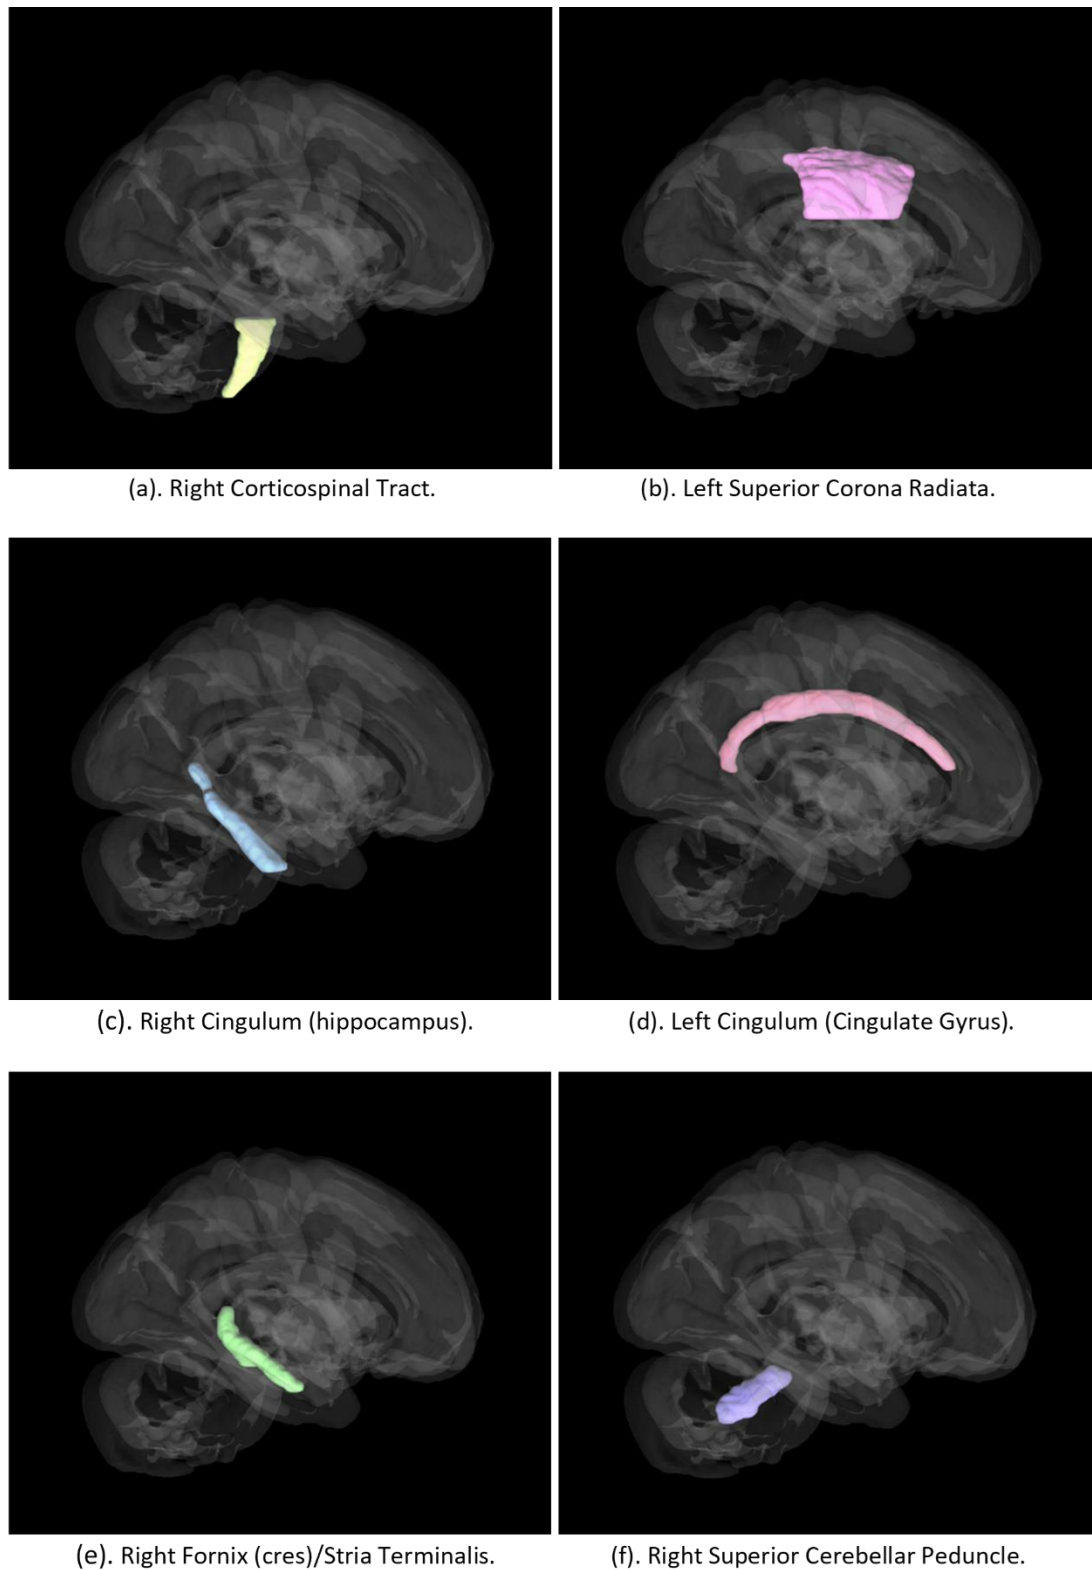 (a). Right Corticospinal Tract.
(b). Left Superior Corona Radiata.
(c). Right Cingulum (hippocampus).
(d). Left Cingulum (Cingulate Gyrus).
(e). Right Fornix (cres)/Stria Terminalis.
(f). Right Superior Cerebellar Peduncle.